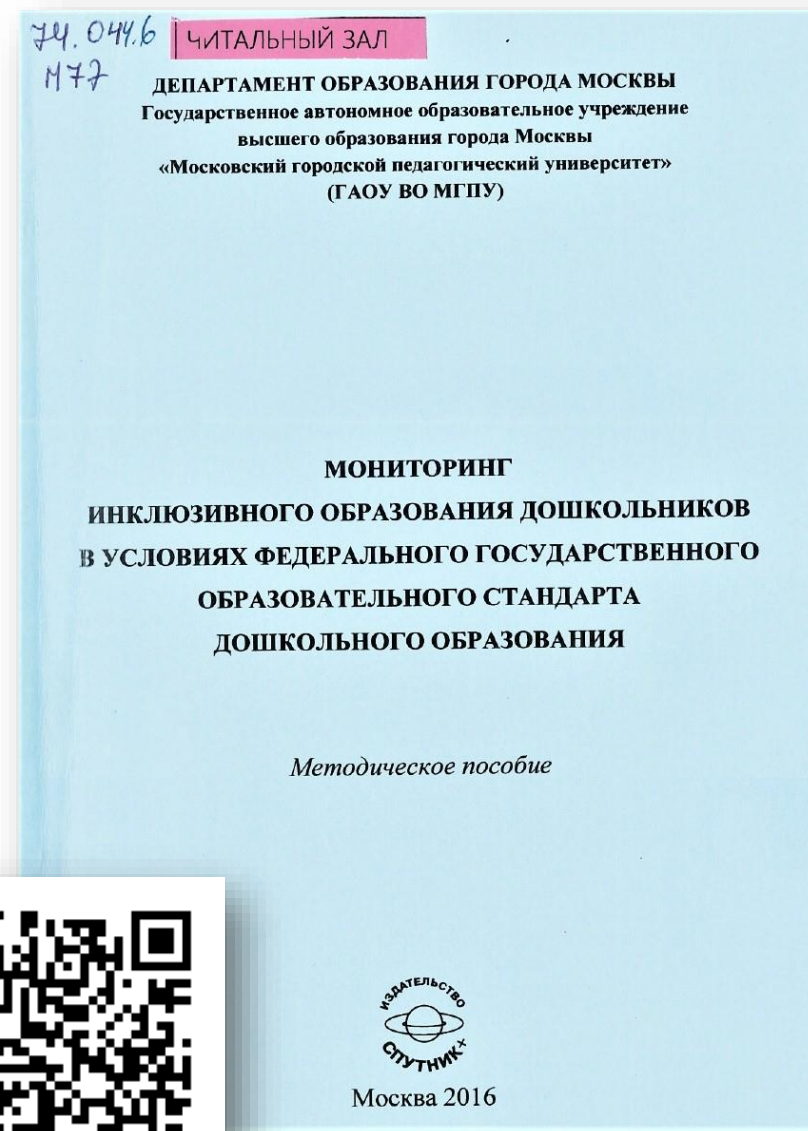 74.044.6 ЧИТАЛЬНЫЙ ЗАЛ
М77
ДЕПАРТАМЕНТ ОБРАЗОВАНИЯ ГОРОДА МОСКВЫ
Государственное автономное образовательное учреждение
высшего образования города Москвы
«Московский городской педагогический университет»
(ГАОУ ВО МГПУ)
МОНИТОРИНГ
ИНКЛЮЗИВНОГО ОБРАЗОВАНИЯ ДОШКОЛЬНИКОВ
В УСЛОВИЯХ ФЕДЕРАЛЬНОГО ГОСУДАРСТВЕННОГО
ОБРАЗОВАТЕЛЬНОГО СТАНДАРТА
ДОШКОЛЬНОГО ОБРАЗОВАНИЯ
Методическое пособие
ИЗДАТЕЛЬСТВО
СПУТНИК+
Москва 2016